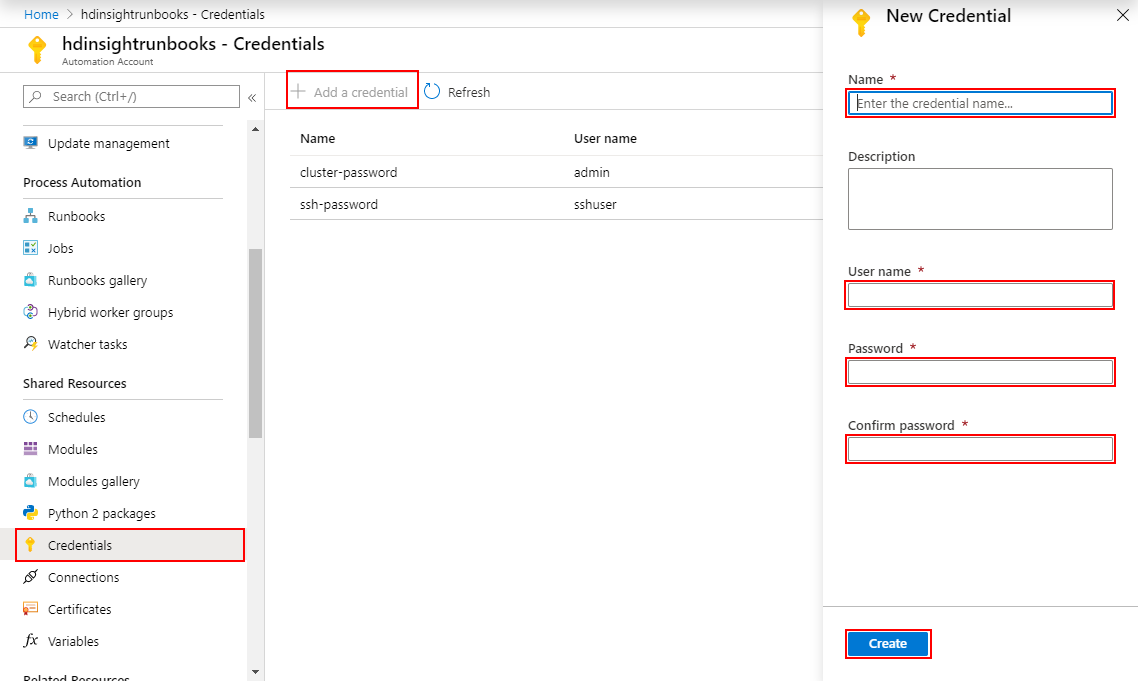 Home > hdinsightrunbooks - Credentials
hdinsightrunbooks - Credentials
Automation Account
Search (Ctrl+/)
«
Update management
Process Automation
Runbooks
Jobs
Runbooks gallery
Hybrid worker groups
Watcher tasks
Shared Resources
Schedules
Modules
Modules gallery
Python 2 packages
Credentials
Connections
Certificates
Variables
Related Resources
Add a credential
Refresh
Name User name
cluster-password admin
ssh-password sshuser
New Credential
Name *
Enter the credential name...
Description
User name *
Password *
Confirm password *
Create